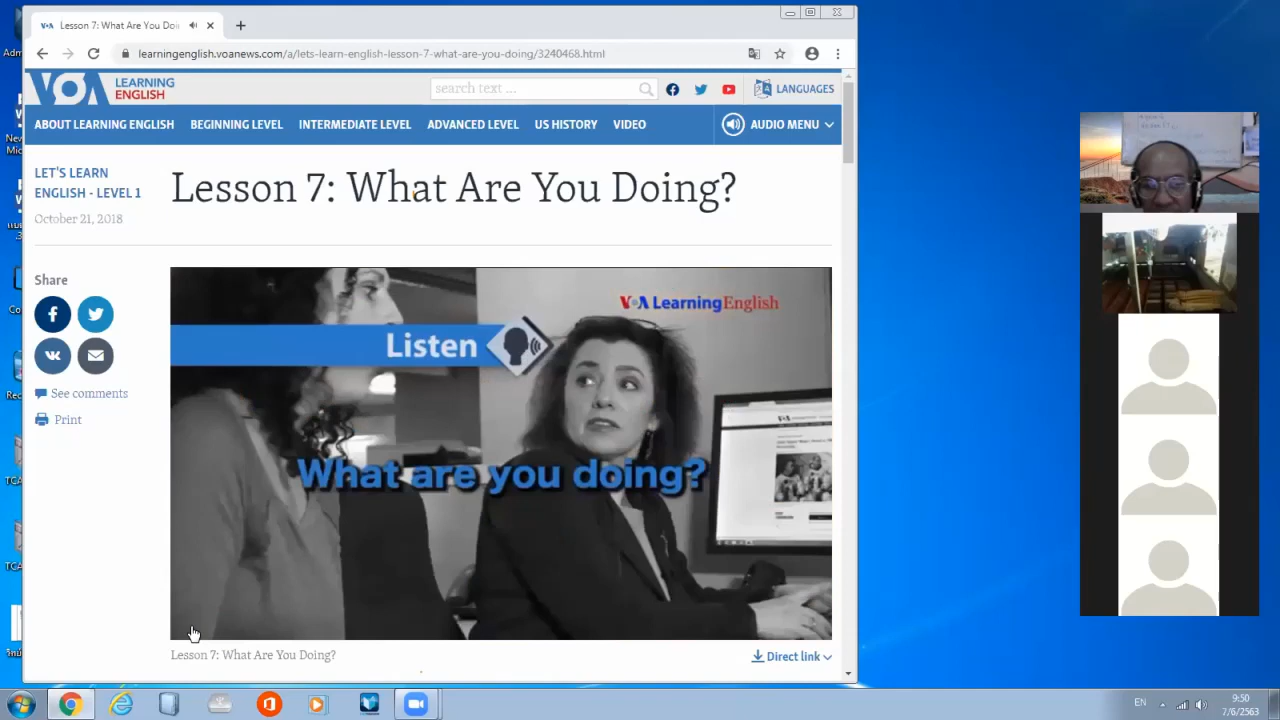 Lesson 7: What Are You Doi
learningenglish.voanews.com/a/lets-learn-english-lesson-7-what-are-you-doing/3240468.html
VOA LEARNING
ENGLISH
search text ...
LANGUAGES
ABOUT LEARNING ENGLISH BEGINNING LEVEL INTERMEDIATE LEVEL ADVANCED LEVEL US HISTORY VIDEO AUDIO MENU
LET'S LEARN
ENGLISH - LEVEL 1
October 21, 2018
Lesson 7: What Are You Doing?
Share
See comments
Print
VOA Learning English
Listen
What are you doing?
Lesson 7: What Are You Doing?
Direct link
EN
9:50
7/6/2563